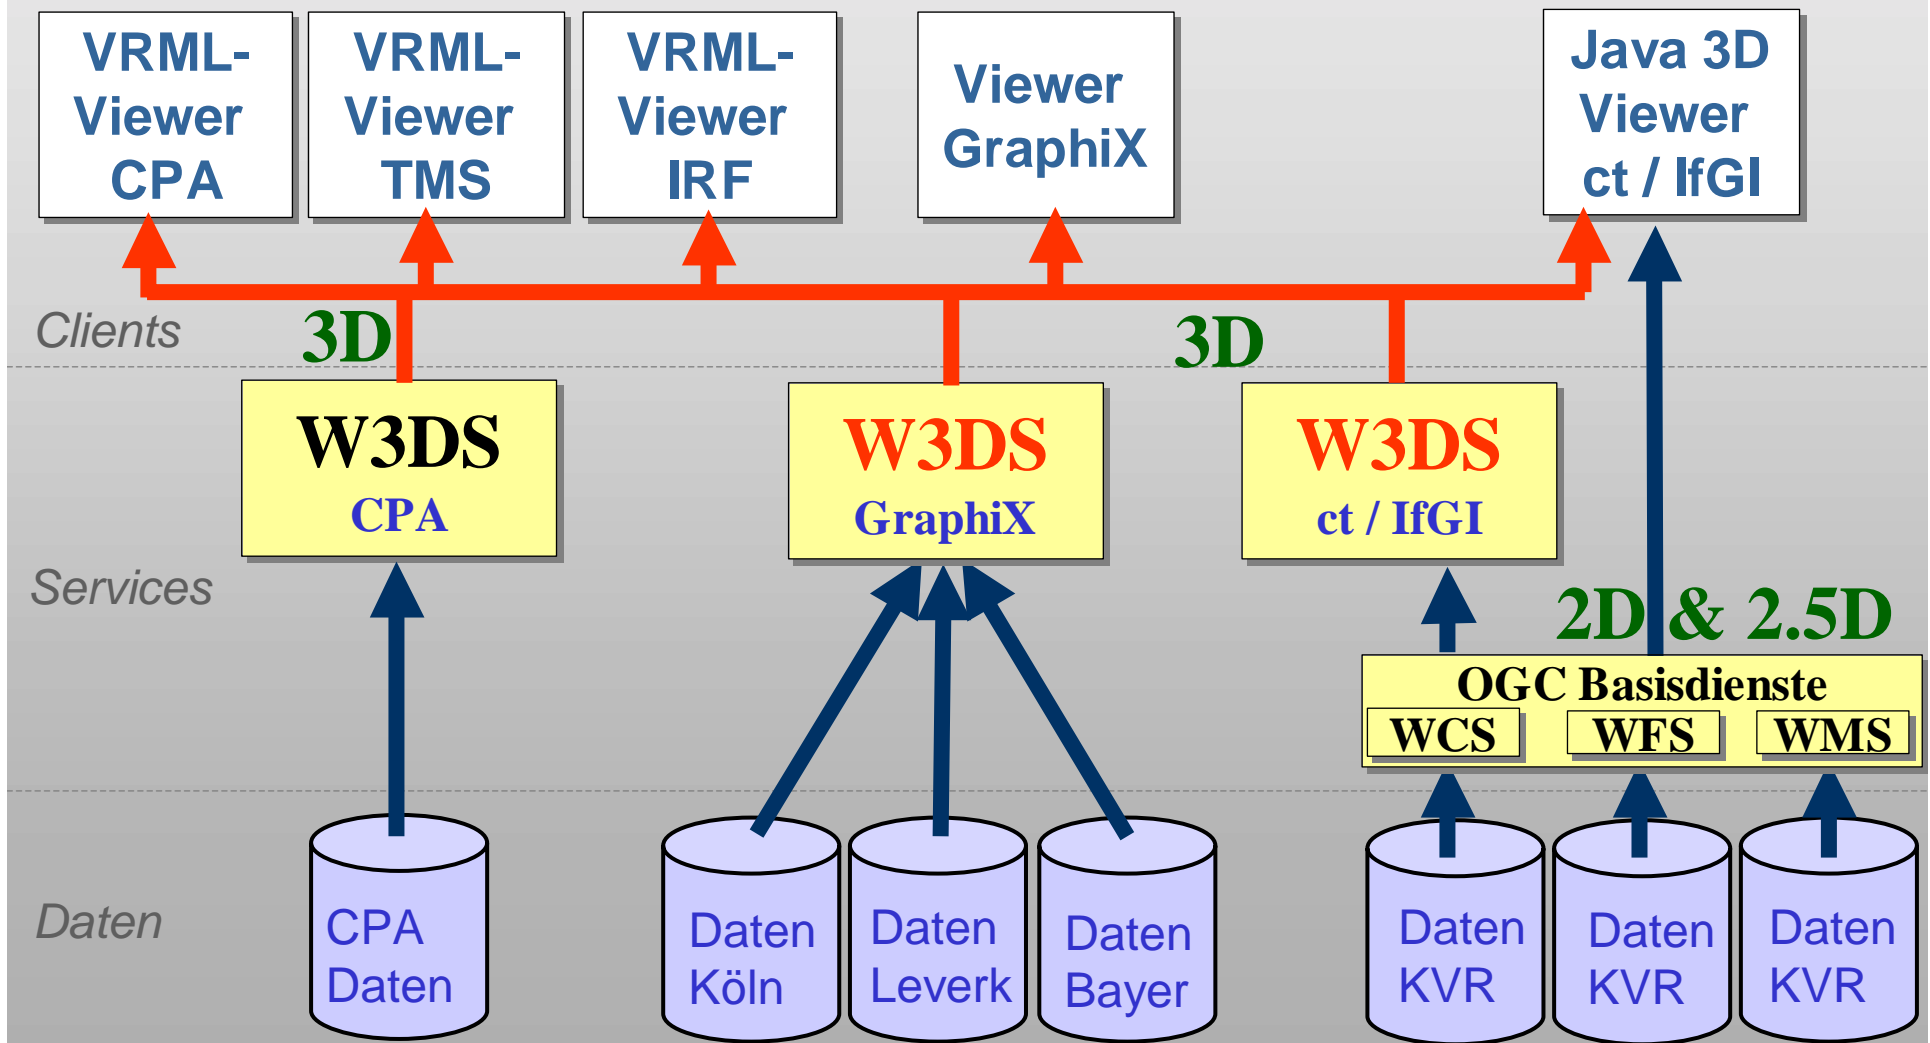 VRML-
Viewer
CPA
VRML-
Viewer
TMS
VRML-
Viewer
IRF
Viewer
GraphiX
Java 3D
Viewer
ct / IfGI
Clients
3D
3D
W3DS
CPA
W3DS
GraphiX
W3DS
ct / IfGI
Services
2D & 2.5D
OGC Basisdienste
WCS
WFS
WMS
Daten
CPA
Daten
Daten
Köln
Daten
Leverk
Daten
Bayer
Daten
KVR
Daten
KVR
Daten
KVR